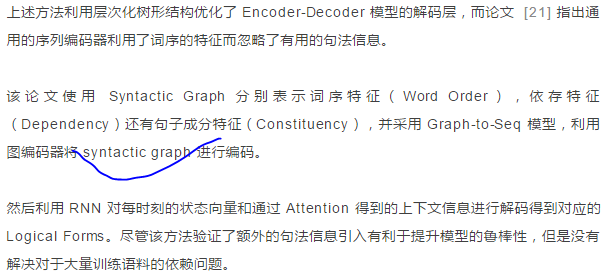 上述方法利用层次化树形结构优化了 Encoder-Decoder 模型的解码层，而论文 [21] 指出通
用的序列编码器利用了词序的特征而忽略了有用的句法信息。
该论文使用 Syntactic Graph 分别表示词序特征（Word Order），依存特征
（Dependency）还有句子成分特征（Constituency），并采用 Graph-to-Seq 模型，利用
图编码器将 syntactic graph 进行编码。
然后利用 RNN 对每时刻的状态向量和通过 Attention 得到的上下文信息进行解码得到对应的
Logical Forms。尽管该方法验证了额外的句法信息引入有利于提升模型的鲁棒性，但是没有
解决对于大量训练语料的依赖问题。